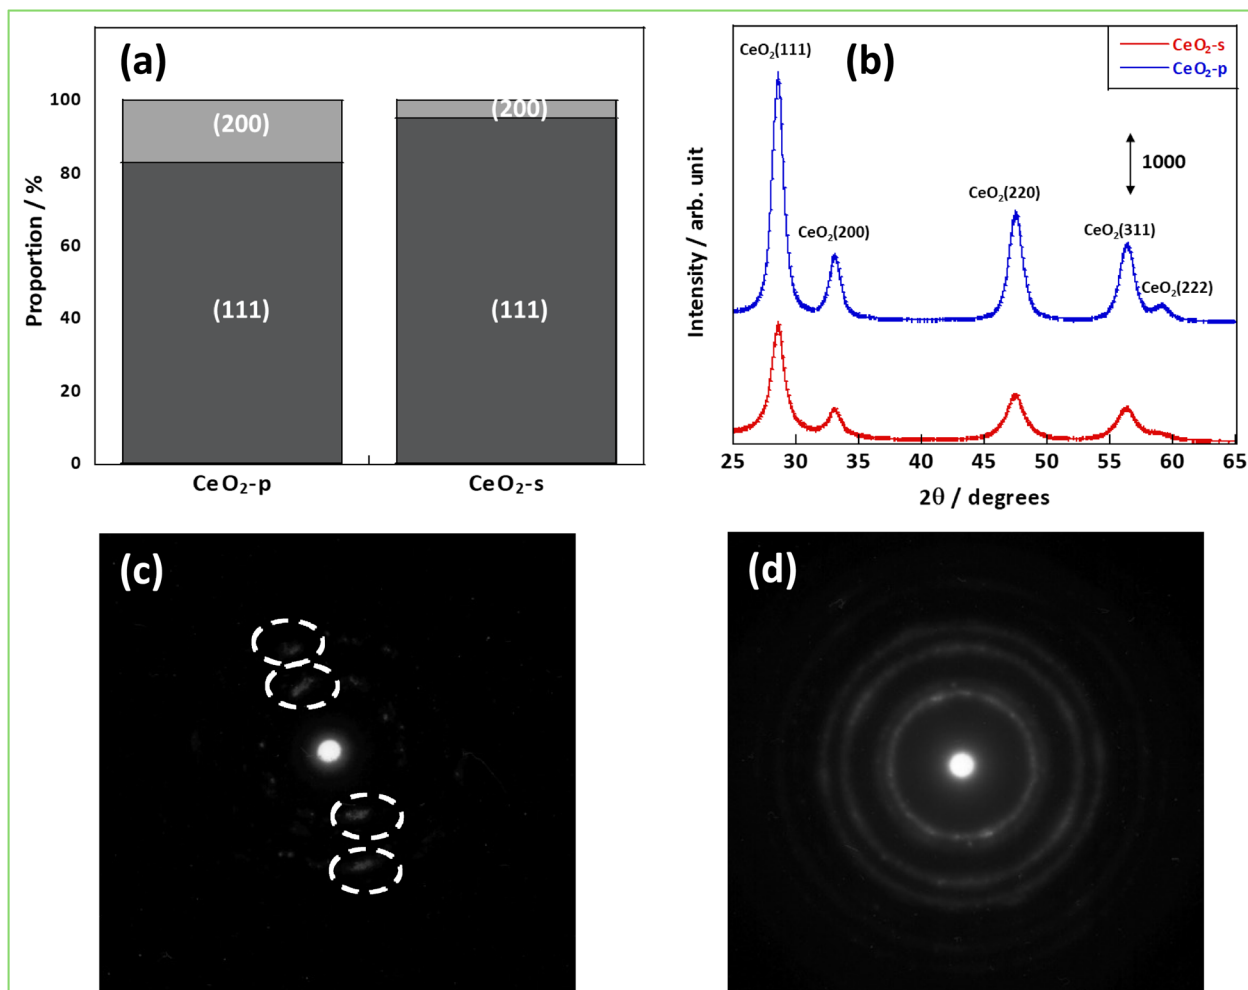 (a)
Proportion / %
100
80
60
40
20
0
(200)
(111)
(200)
(111)
CeO₂-p
CeO₂-s
(b)
CeO₂-s
CeO₂-p
1000
Intensity / arb. unit
CeO₂(111)
CeO₂(200)
CeO₂(220)
CeO₂(311)
CeO₂(222)
25 30 35 40 45 50 55 60 65
2θ / degrees
(c)
(d)